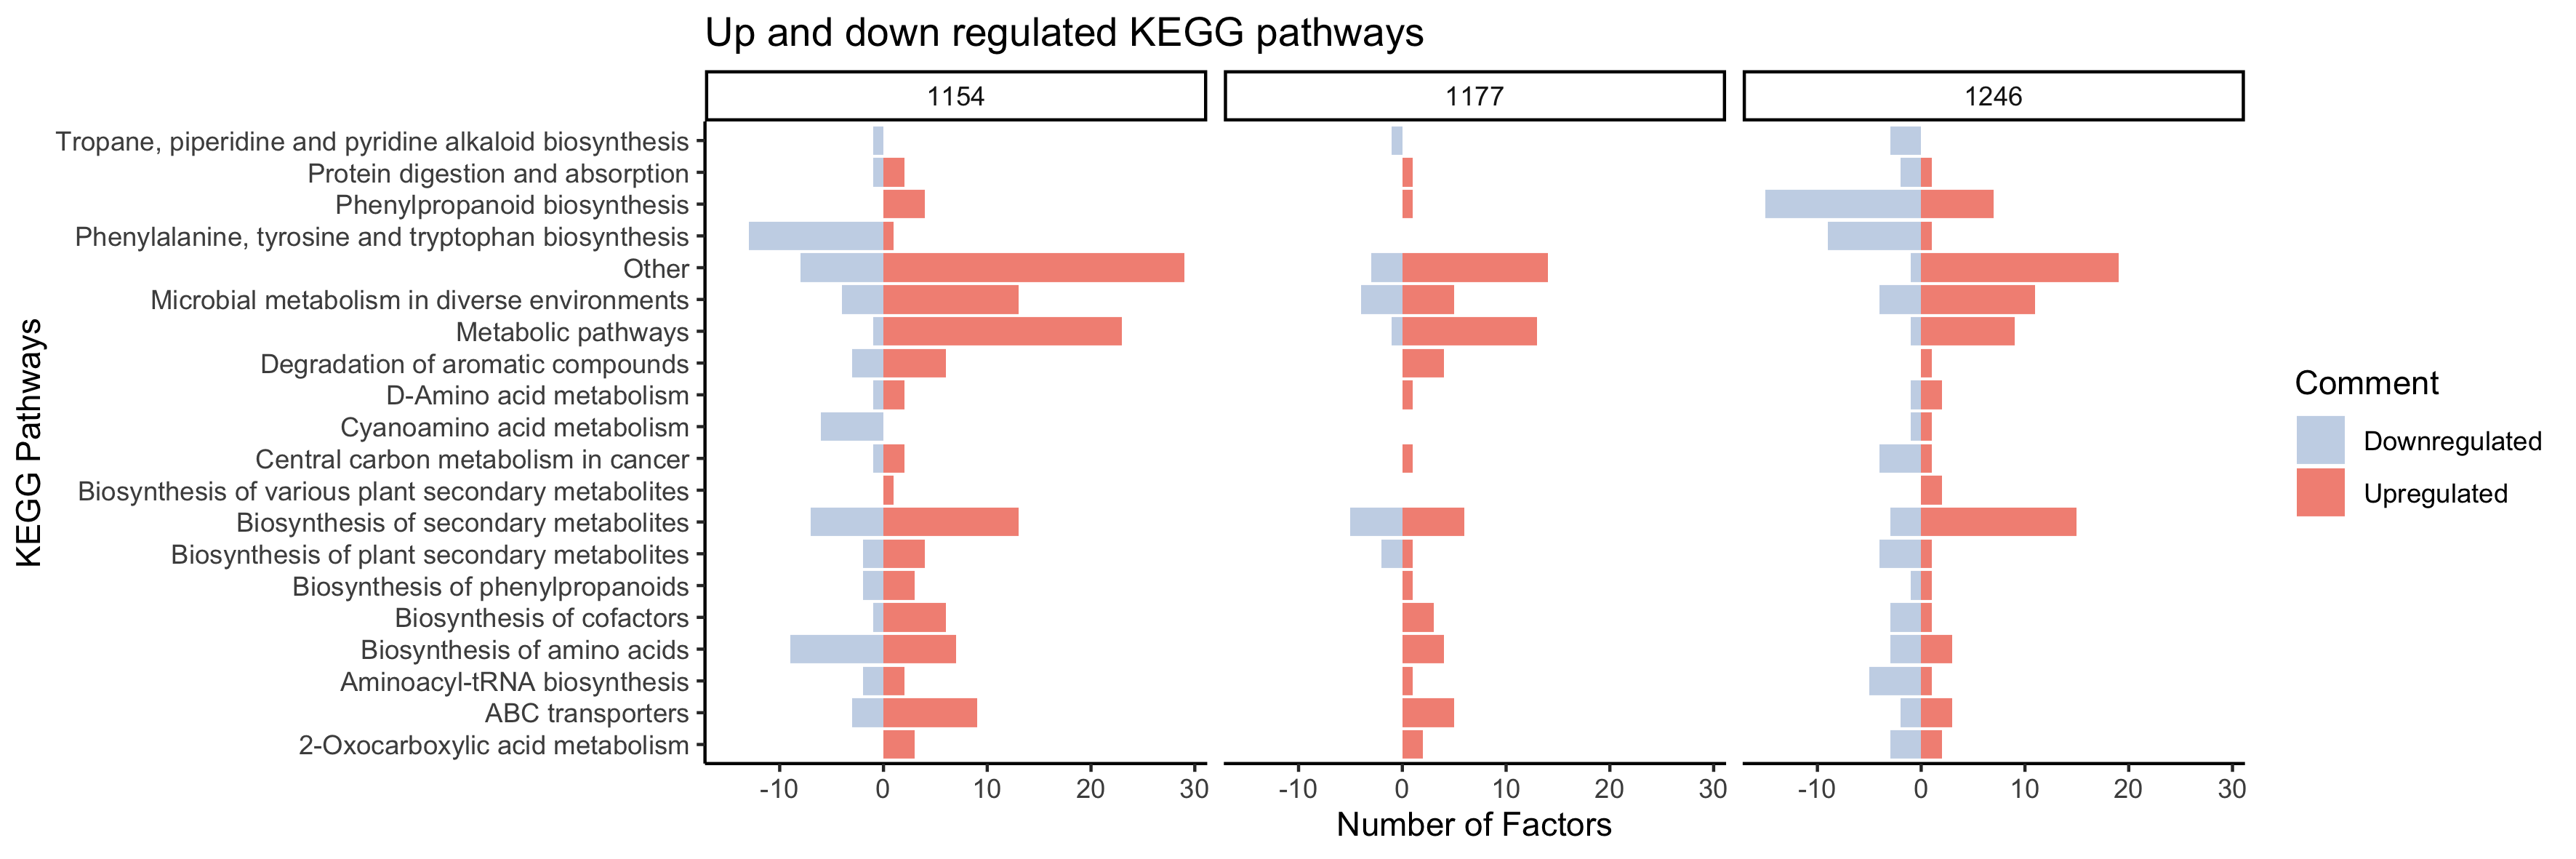 Up and down regulated KEGG pathways
1154
1177
1246
KEGG Pathways
Tropane, piperidine and pyridine alkaloid biosynthesis
Protein digestion and absorption
Phenylpropanoid biosynthesis
Phenylalanine, tyrosine and tryptophan biosynthesis
Other
Microbial metabolism in diverse environments
Metabolic pathways
Degradation of aromatic compounds
D-Amino acid metabolism
Cyanoamino acid metabolism
Central carbon metabolism in cancer
Biosynthesis of various plant secondary metabolites
Biosynthesis of secondary metabolites
Biosynthesis of plant secondary metabolites
Biosynthesis of phenylpropanoids
Biosynthesis of cofactors
Biosynthesis of amino acids
Aminoacyl-tRNA biosynthesis
ABC transporters
2-Oxocarboxylic acid metabolism
-10 0 10 20 30
-10 0 10 20 30
-10 0 10 20 30
Number of Factors
Comment
Downregulated
Upregulated